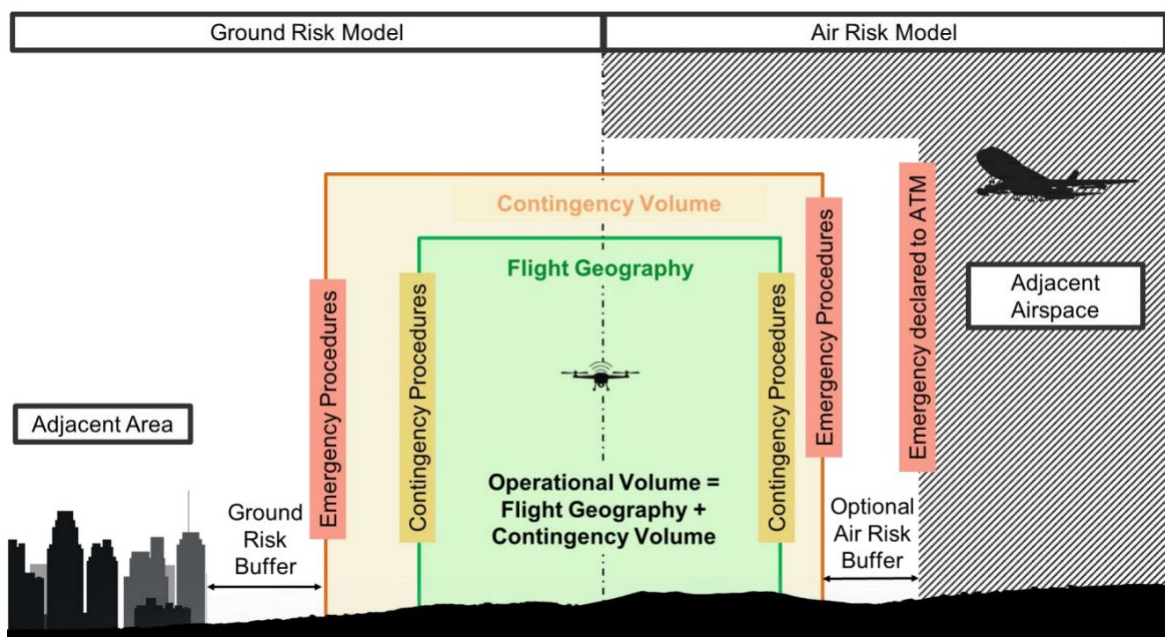 Ground Risk Model
Air Risk Model
Contingency Volume
Flight Geography
Emergency Procedures
Contingency Procedures
Contingency Procedures
Emergency Procedures
Emergency declared to ATM
Adjacent
Airspace
Adjacent Area
Operational Volume =
Flight Geography +
Contingency Volume
Ground
Risk
Buffer
Optional
Air Risk
Buffer